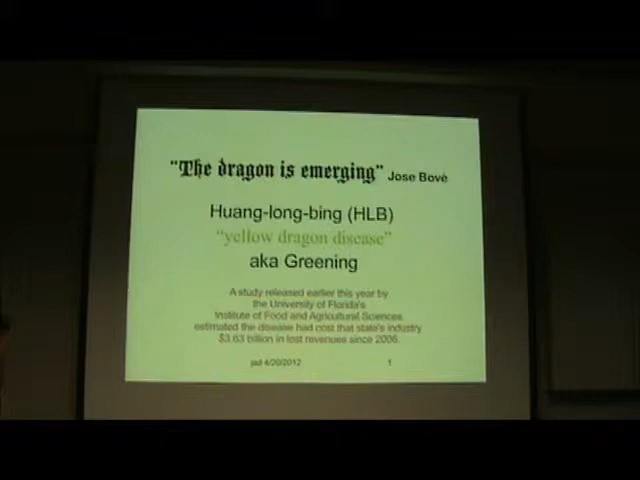 "The dragon is emerging" Jose Bové
Huang-long-bing (HLB)
"yellow dragon disease"
aka Greening
A study released earlier this year by
the University of Florida's
Institute of Food and Agricultural Sciences
estimated the disease had cost that state's industry
$3.63 billion in lost revenues since 2006.
jad 4/20/2012 1